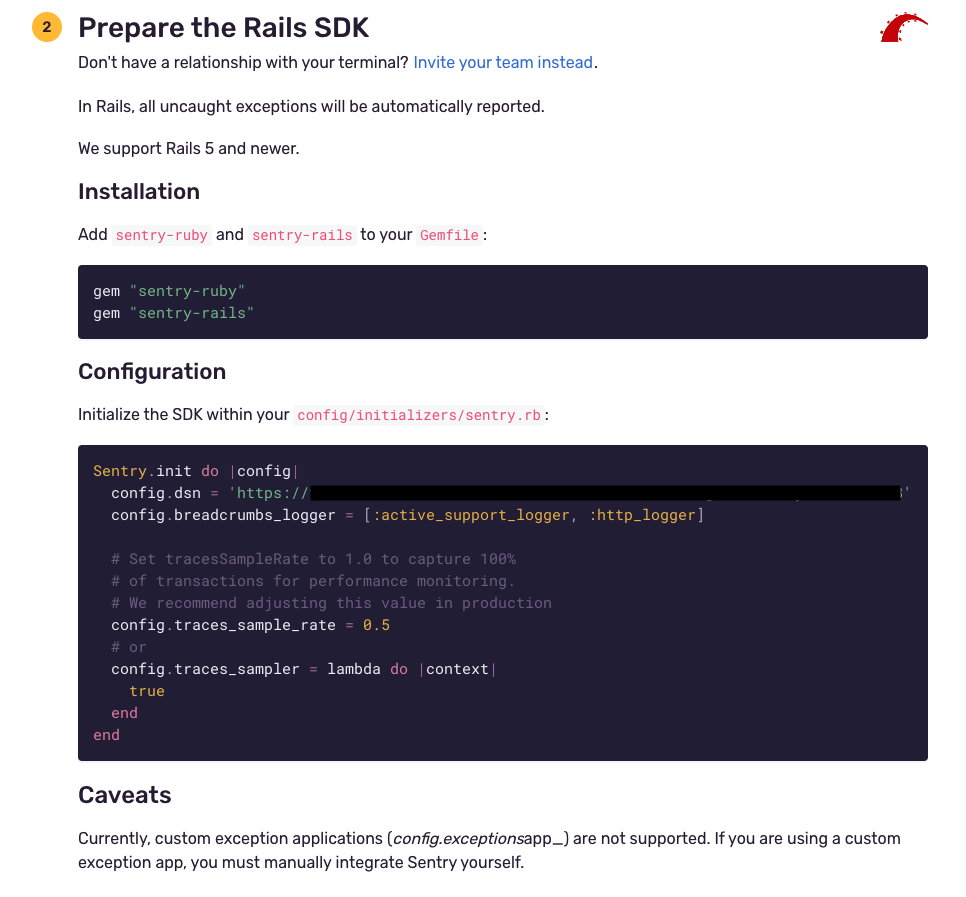 2 Prepare the Rails SDK
Don't have a relationship with your terminal? Invite your team instead.
In Rails, all uncaught exceptions will be automatically reported.
We support Rails 5 and newer.
Installation
Add sentry-ruby and sentry-rails to your Gemfile:
gem "sentry-ruby"
gem "sentry-rails"
Configuration
Initialize the SDK within your config/initializers/sentry.rb:
Sentry.init do |config|
  config.dsn = 'https://'
  config.breadcrumbs_logger = [:active_support_logger, :http_logger]
  # Set tracesSampleRate to 1.0 to capture 100%
  # of transactions for performance monitoring.
  # We recommend adjusting this value in production
  config.traces_sample_rate = 0.5
  # or
  config.traces_sampler = lambda do |context|
    true
  end
end
Caveats
Currently, custom exception applications (config.exceptionsapp_) are not supported. If you are using a custom
exception app, you must manually integrate Sentry yourself.